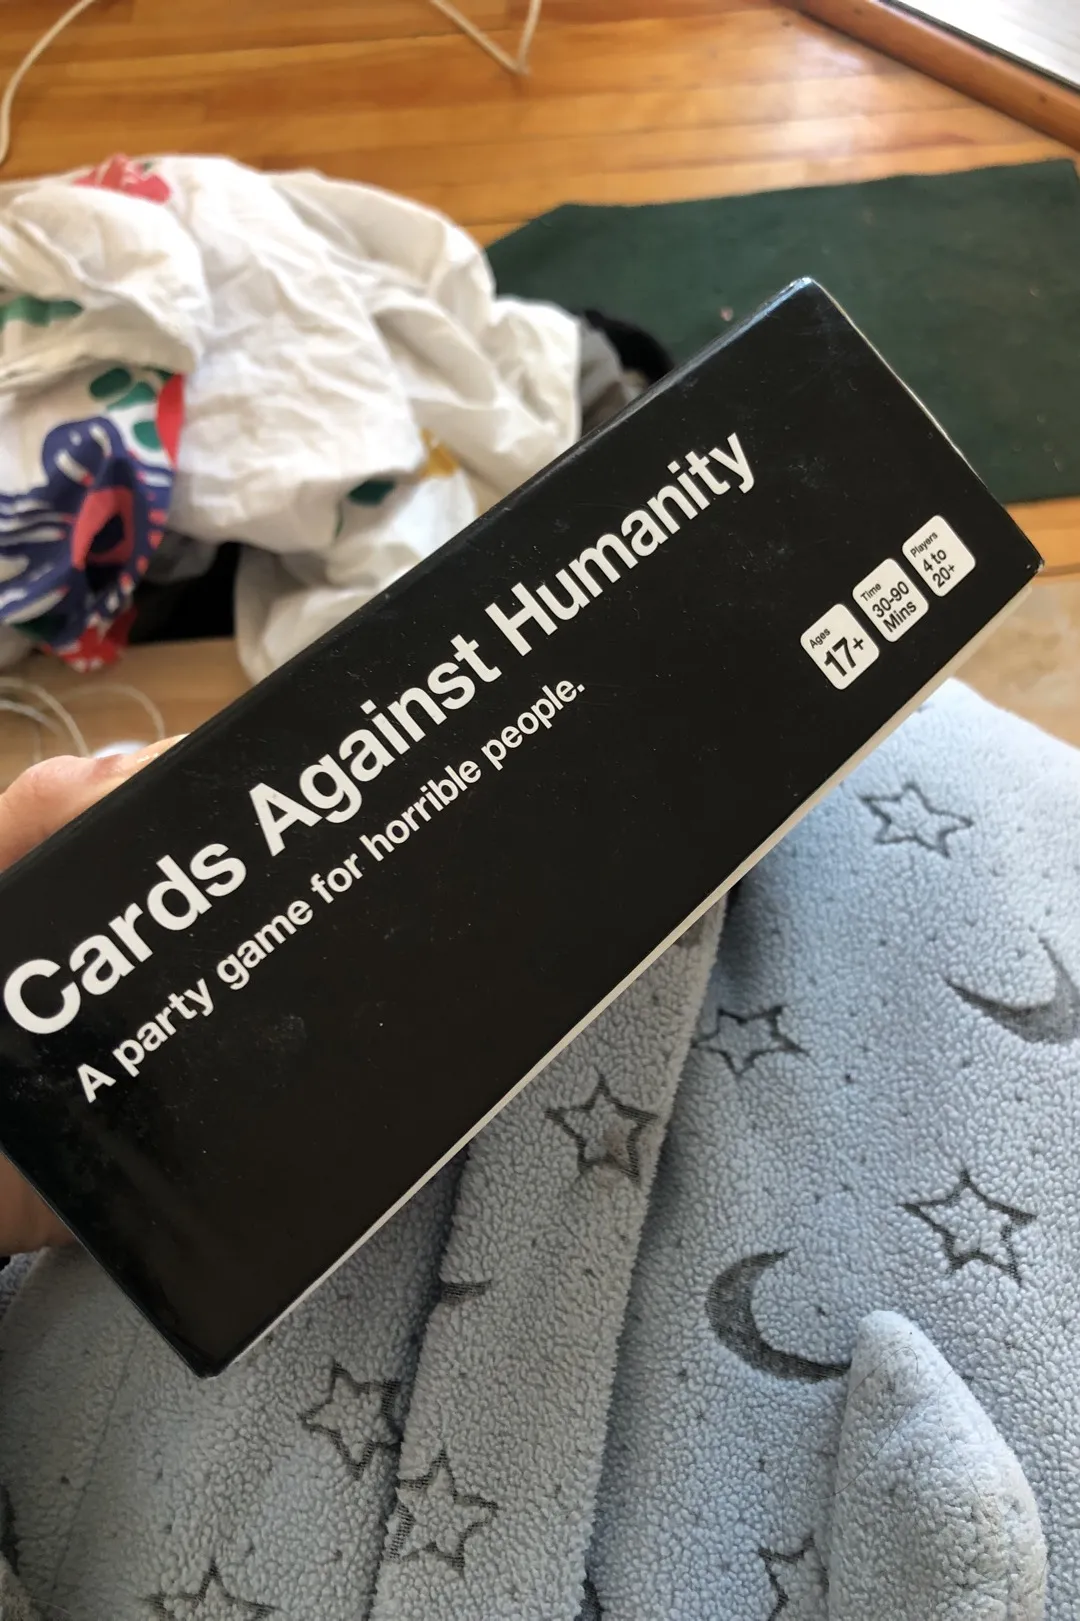 Cards Against Humanity
A party game for horrible people.
Ages
17+
Time
30-90
Mins
Players
4 to
20+